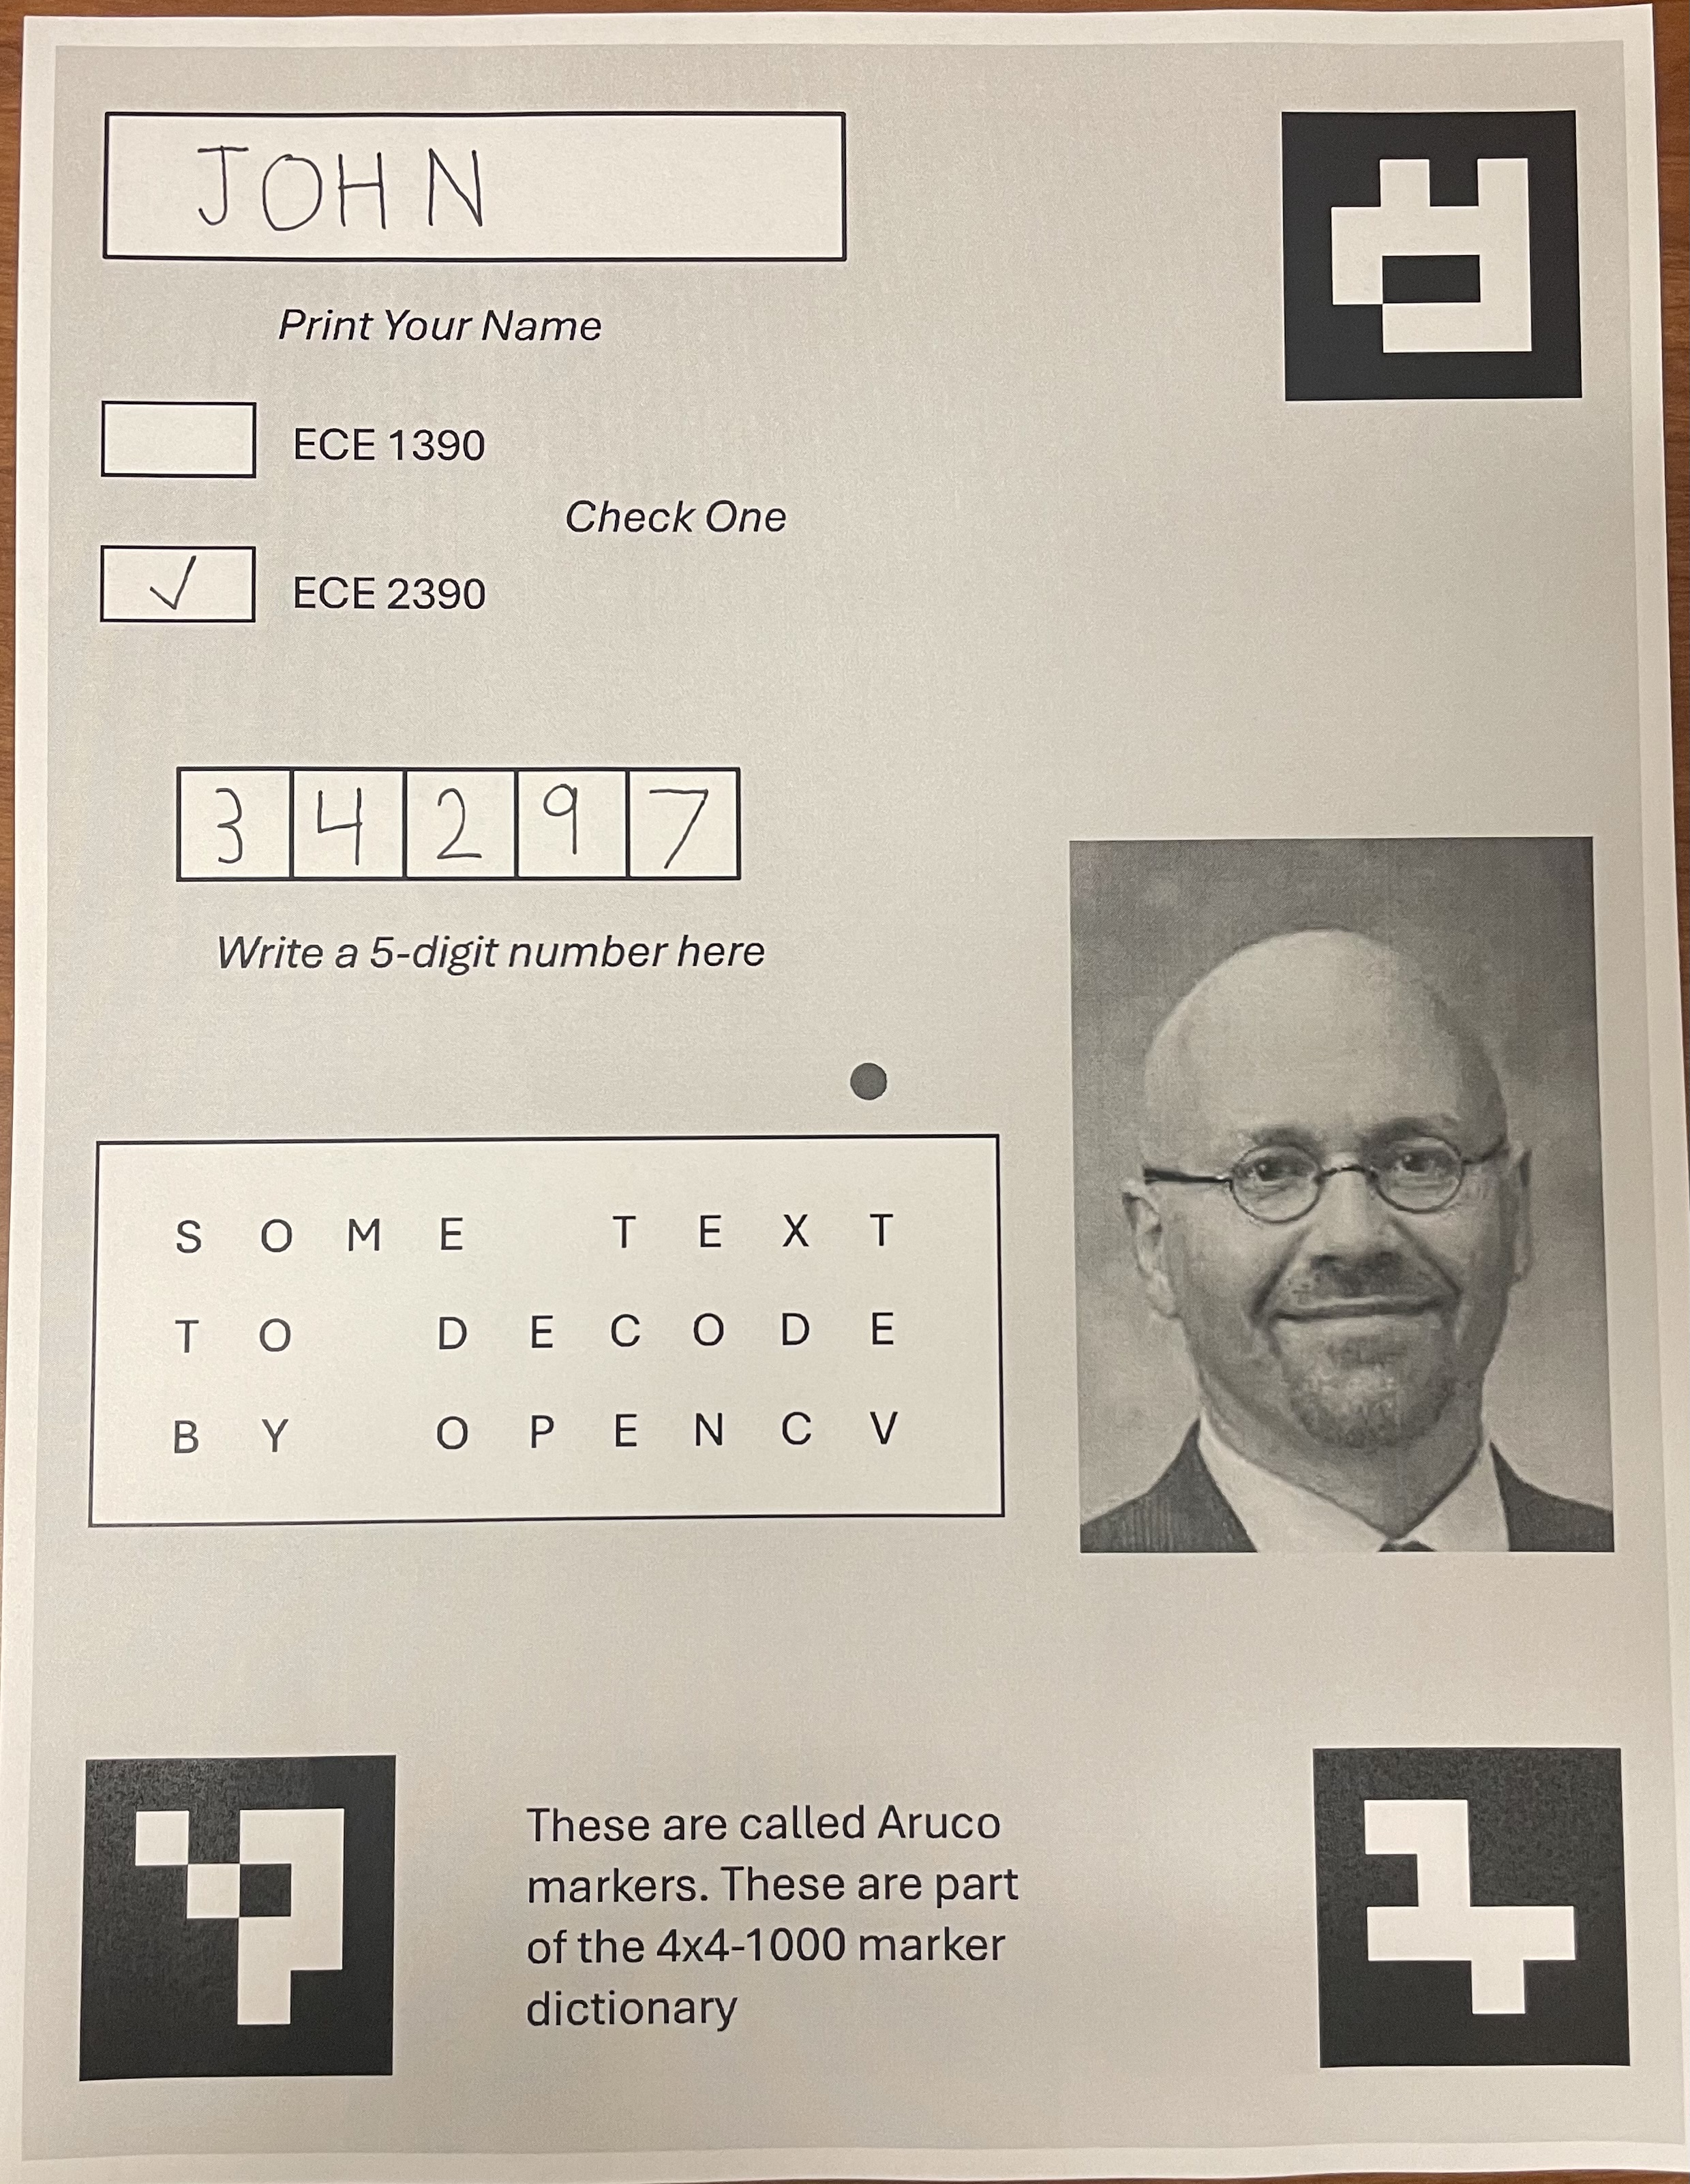 JOHN
Print Your Name
ECE 1390
Check One
ECE 2390
3 4 2 9 7
Write a 5-digit number here
S O M E T E X T
T O D E C O D E
B Y O P E N C V
These are called Aruco
markers. These are part
of the 4x4-1000 marker
dictionary